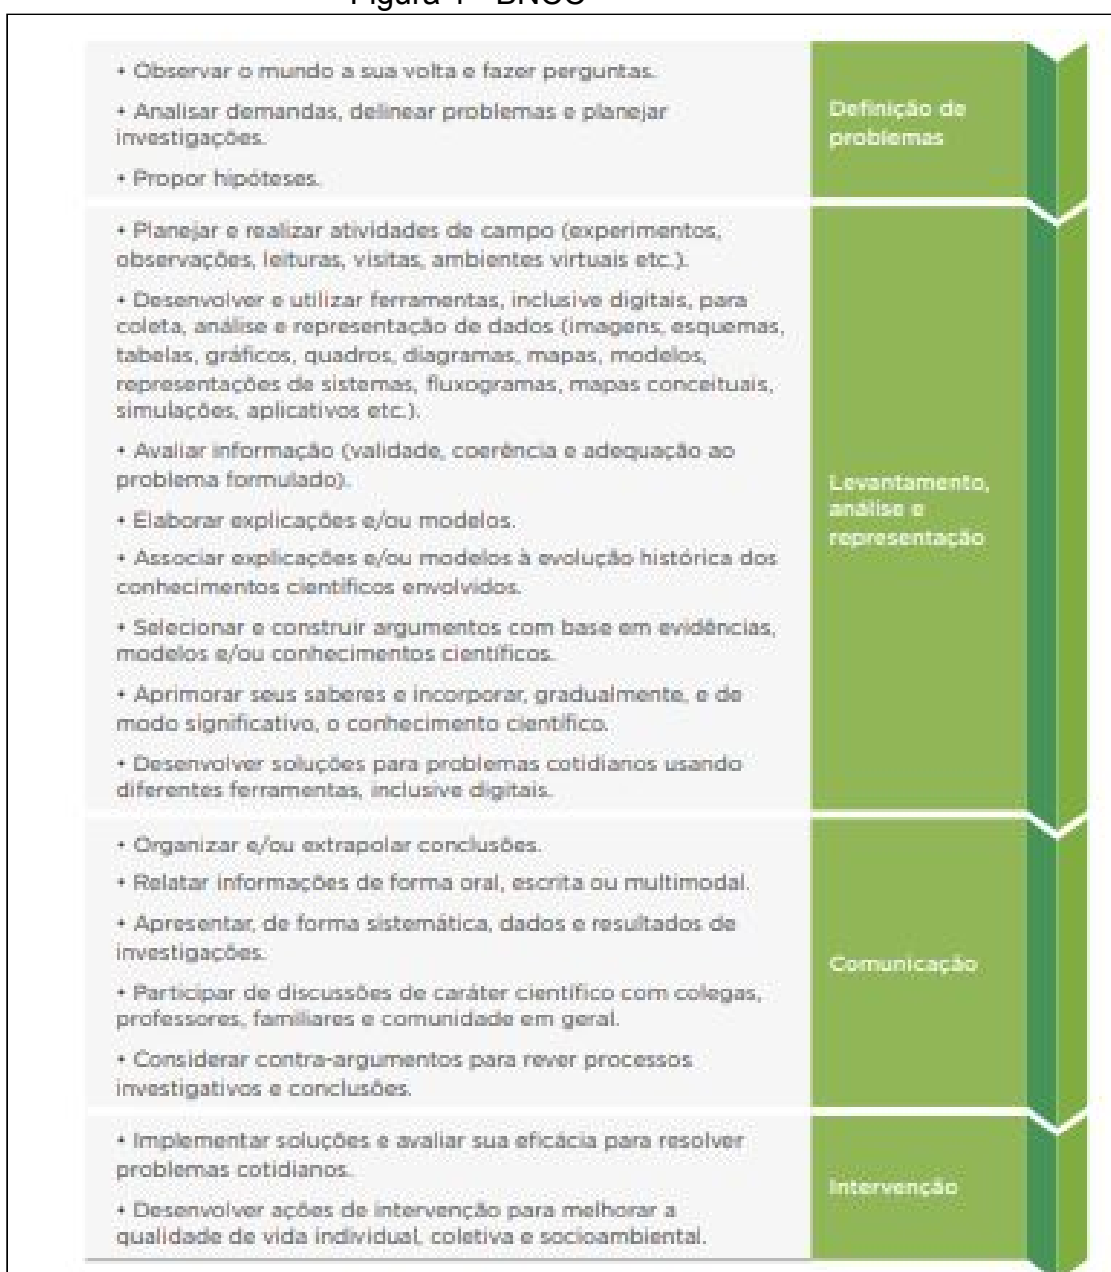 • Observar o mundo a sua volta e fazer perguntas.
• Analisar demandas, delinear problemas e planejar
investigações.
• Propor hipóteses.
Definição de
problemas
• Planejar e realizar atividades de campo (experimentos,
observações, leituras, visitas, ambientes virtuais etc.).
• Desenvolver e utilizar ferramentas, inclusive digitais, para
coleta, análise e representação de dados (imagens, esquemas,
tabelas, gráficos, quadros, diagramas, mapas, modelos,
representações de sistemas, fluxogramas, mapas conceituais,
simulações, aplicativos etc.).
• Avaliar informação (validade, coerência e adequação ao
problema formulado).
• Elaborar explicações e/ou modelos.
• Associar explicações e/ou modelos à evolução histórica dos
conhecimentos científicos envolvidos.
• Selecionar e construir argumentos com base em evidências,
modelos e/ou conhecimentos científicos.
• Aprimorar seus saberes e incorporar, gradualmente, e de
modo significativo, o conhecimento científico.
• Desenvolver soluções para problemas cotidianos usando
diferentes ferramentas, inclusive digitais.
Levantamento,
análise e
representação
• Organizar e/ou extrapolar conclusões.
• Relatar informações de forma oral, escrita ou multimodal.
• Apresentar, de forma sistemática, dados e resultados de
investigações.
• Participar de discussões de caráter científico com colegas,
professores, familiares e comunidade em geral.
• Considerar contra-argumentos para rever processos
investigativos e conclusões.
Comunicação
• Implementar soluções e avaliar sua eficácia para resolver
problemas cotidianos.
• Desenvolver ações de intervenção para melhorar a
qualidade de vida individual, coletiva e socioambiental.
Intervenção